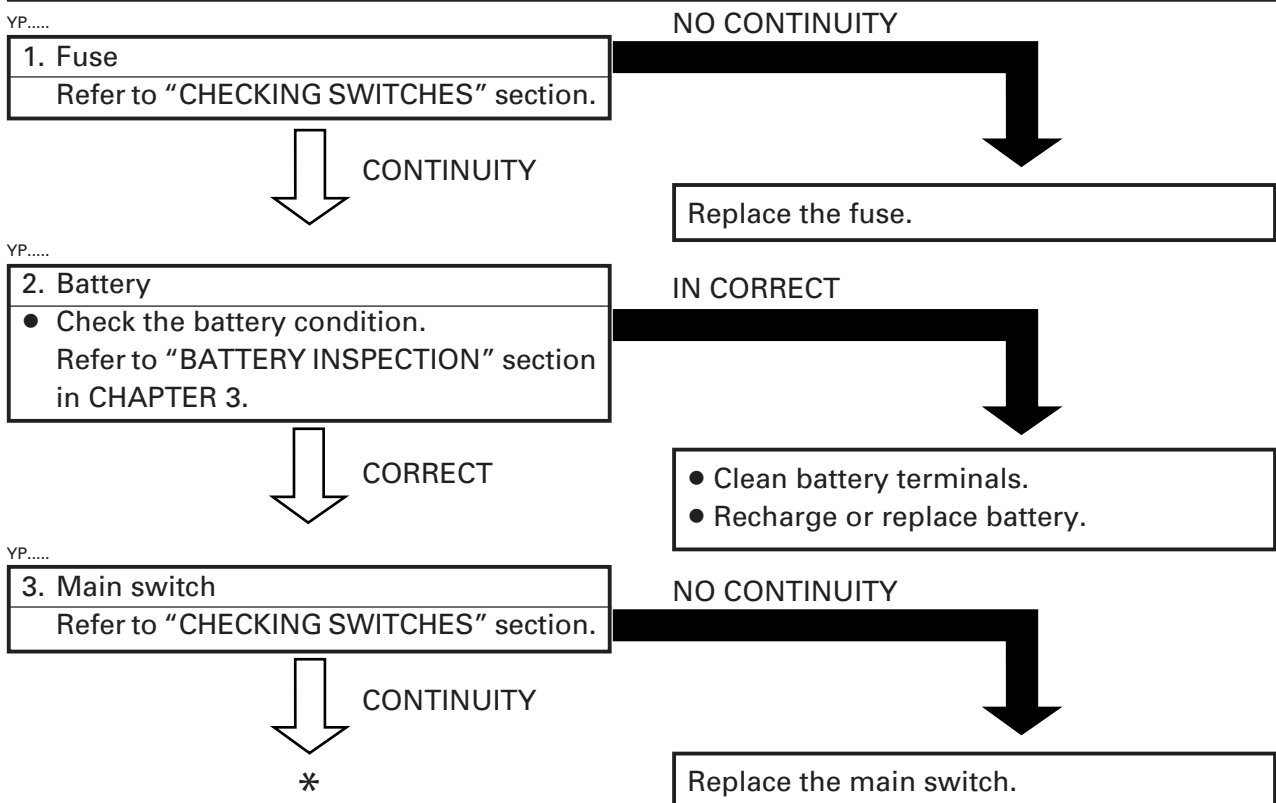 YP.....
NO CONTINUITY
1. Fuse
Refer to “CHECKING SWITCHES” section.
CONTINUITY
Replace the fuse.
YP.....
2. Battery
IN CORRECT
● Check the battery condition.
Refer to “BATTERY INSPECTION” section
in CHAPTER 3.
CORRECT
● Clean battery terminals.
● Recharge or replace battery.
YP.....
3. Main switch
NO CONTINUITY
Refer to “CHECKING SWITCHES” section.
CONTINUITY
*
Replace the main switch.